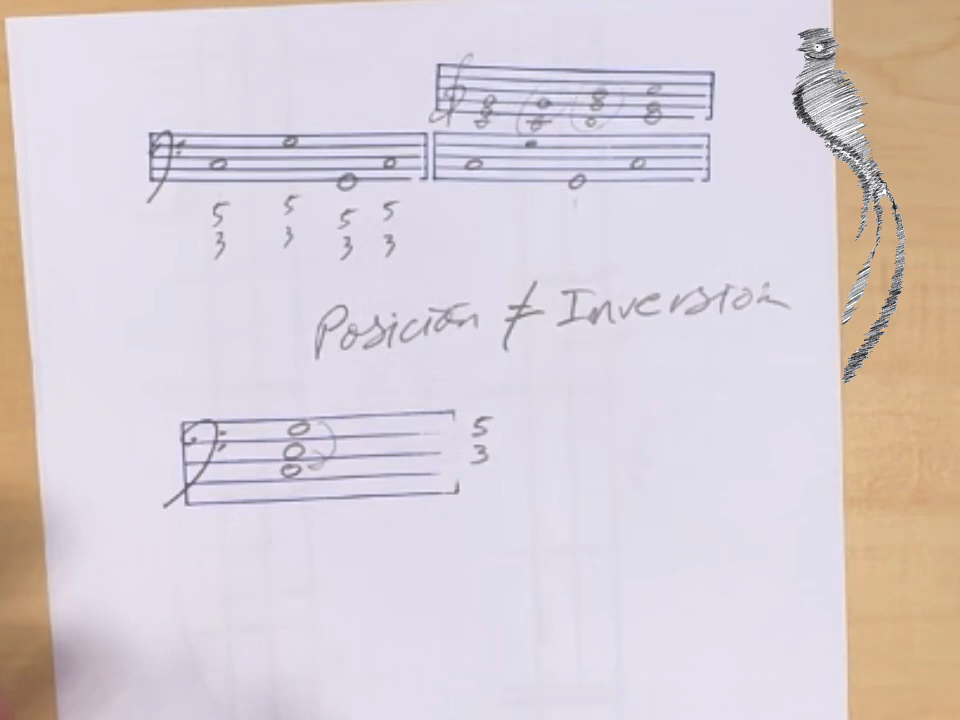 5 5 5 5
3 3 3 3
Posición ≠ Inversión
5
3